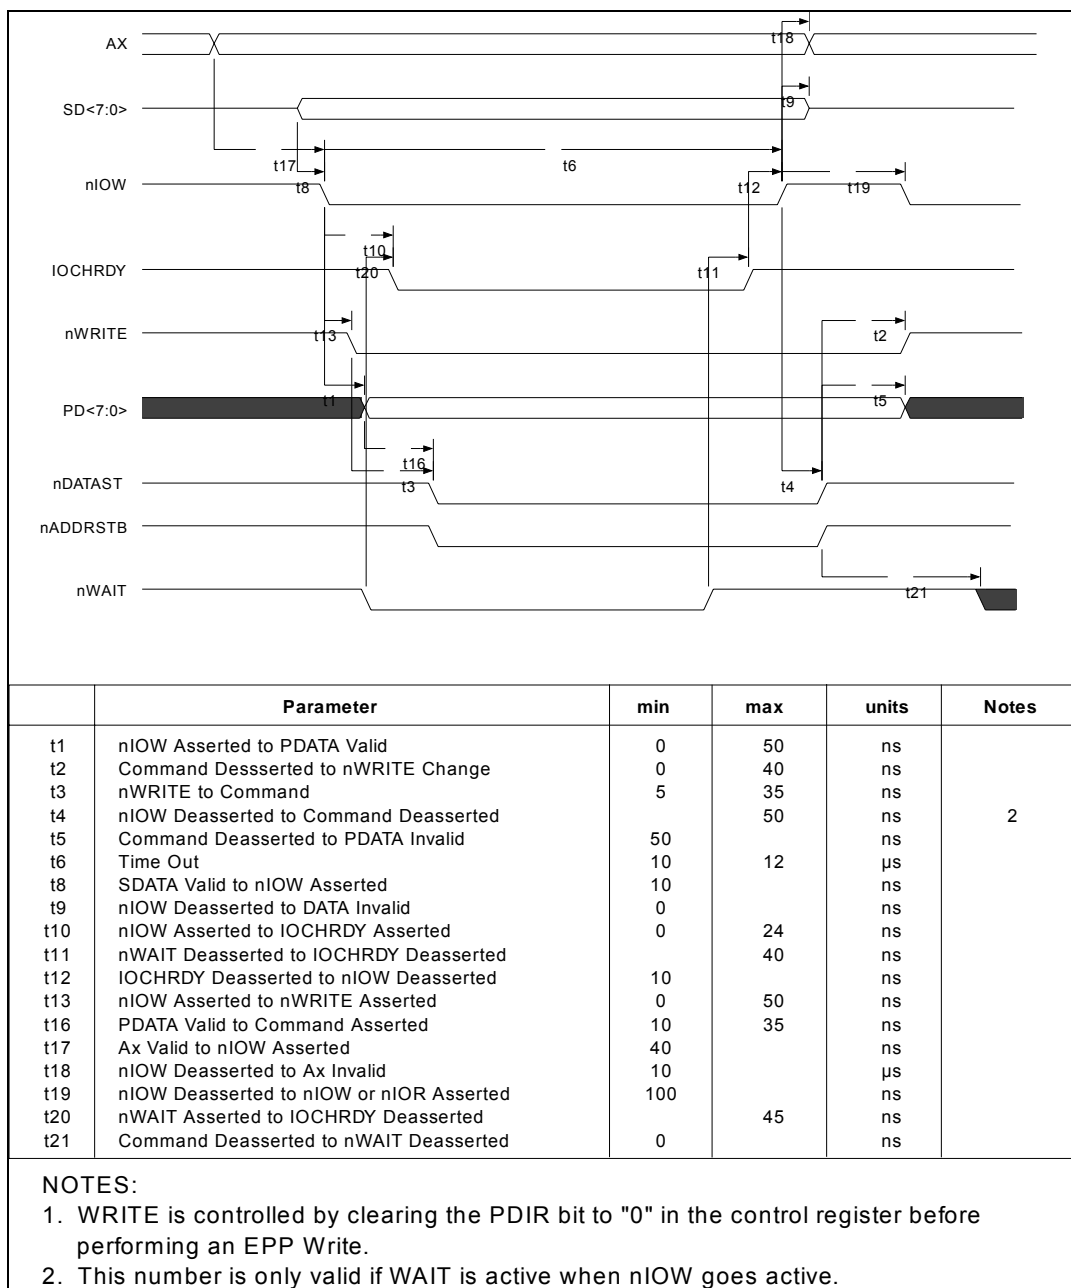 AX
t18
SD<7:0>
t9
t17
t6
nIOW
t8
t12
t19
t10
IOCHRDY
t20
t11
nWRITE
t13
t2
PD<7:0>
t1
t5
t16
nDATAST
t3
t4
nADDRSTB
nWAIT
t21
Parameter min max units Notes
t1 nIOW Asserted to PDATA Valid 0 50 ns
t2 Command Dessserted to nWRITE Change 0 40 ns
t3 nWRITE to Command 5 35 ns
t4 nIOW Deasserted to Command Deasserted 50 ns 2
t5 Command Deasserted to PDATA Invalid 50 ns
t6 Time Out 10 12 µs
t8 SDATA Valid to nIOW Asserted 10 ns
t9 nIOW Deasserted to DATA Invalid 0 ns
t10 nIOW Asserted to IOCHRDY Asserted 0 24 ns
t11 nWAIT Deasserted to IOCHRDY Deasserted 40 ns
t12 IOCHRDY Deasserted to nIOW Deasserted 10 ns
t13 nIOW Asserted to nWRITE Asserted 0 50 ns
t16 PDATA Valid to Command Asserted 10 35 ns
t17 Ax Valid to nIOW Asserted 40 ns
t18 nIOW Deasserted to Ax Invalid 10 µs
t19 nIOW Deasserted to nIOW or nIOR Asserted 100 ns
t20 nWAIT Asserted to IOCHRDY Deasserted 45 ns
t21 Command Deasserted to nWAIT Deasserted 0 ns
NOTES:
1. WRITE is controlled by clearing the PDIR bit to "0" in the control register before
performing an EPP Write.
2. This number is only valid if WAIT is active when nIOW goes active.